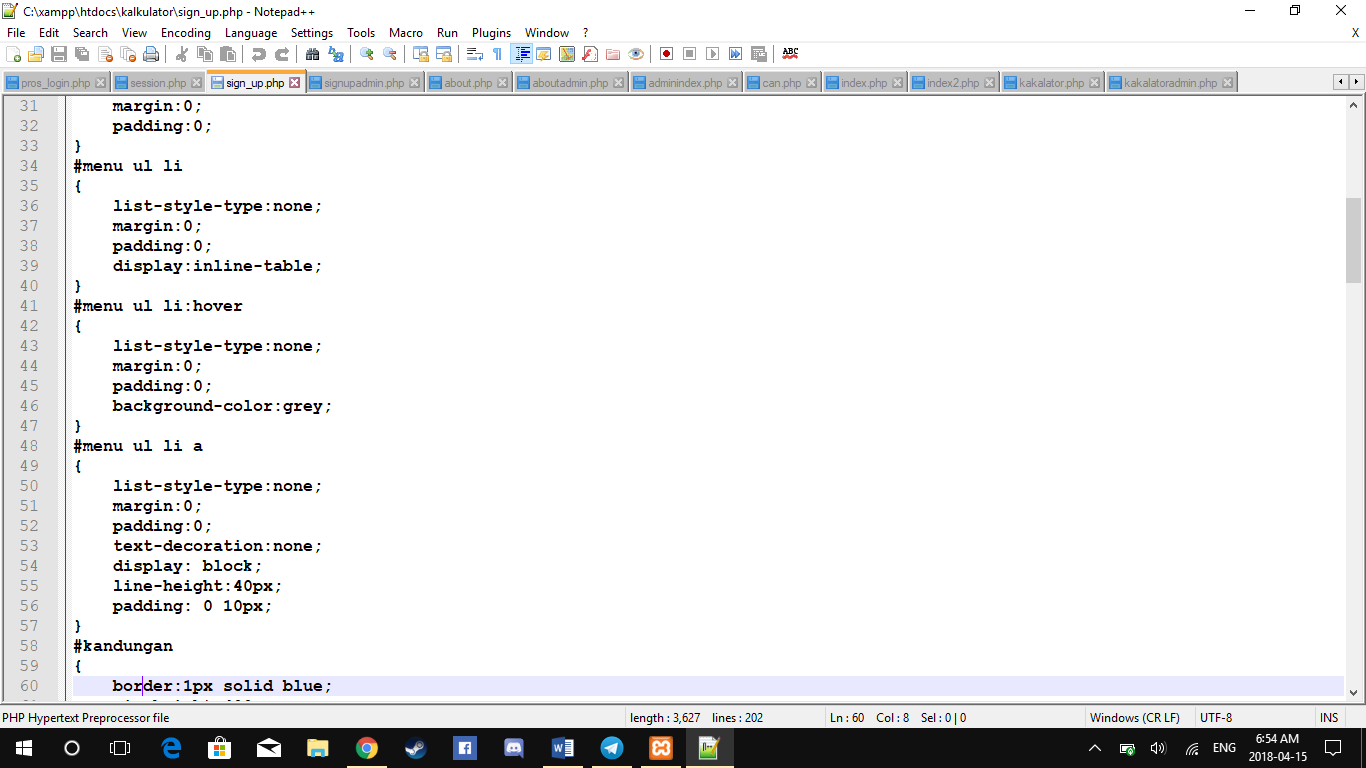 C:\xampp\htdocs\kalkulator\sign_up.php - Notepad++
File Edit Search View Encoding Language Settings Tools Macro Run Plugins Window ? X
pros_login.php session.php sign_up.php signupadmin.php about.php aboutadmin.php adminindex.php can.php index.php index2.php kakalator.php kakalatoradmin.php
31 margin:0;
32 padding:0;
33 }
34 #menu ul li
35 {
36 list-style-type:none;
37 margin:0;
38 padding:0;
39 display:inline-table;
40 }
41 #menu ul li:hover
42 {
43 list-style-type:none;
44 margin:0;
45 padding:0;
46 background-color:grey;
47 }
48 #menu ul li a
49 {
50 list-style-type:none;
51 margin:0;
52 padding:0;
53 text-decoration:none;
54 display: block;
55 line-height:40px;
56 padding: 0 10px;
57 }
58 #kandungan
59 {
60 border:1px solid blue;
PHP Hypertext Preprocessor file length : 3,627 lines : 202 Ln : 60 Col : 8 Sel : 0 | 0 Windows (CR LF) UTF-8 INS
ENG 6:54 AM
2018-04-15